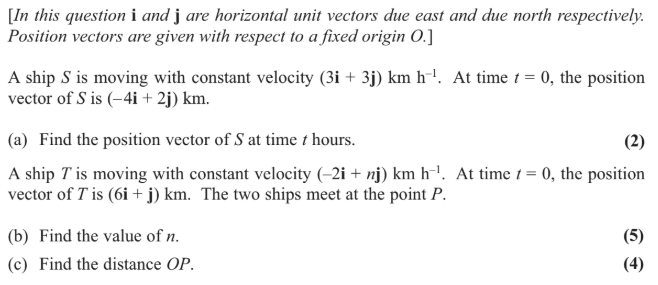 [In this question i and j are horizontal unit vectors due east and due north respectively.
Position vectors are given with respect to a fixed origin O.]
A ship S is moving with constant velocity (3i + 3j) km h⁻¹. At time t = 0, the position
vector of S is (–4i + 2j) km.
(a) Find the position vector of S at time t hours.
(2)
A ship T is moving with constant velocity (–2i + nj) km h⁻¹. At time t = 0, the position
vector of T is (6i + j) km. The two ships meet at the point P.
(b) Find the value of n.
(5)
(c) Find the distance OP.
(4)